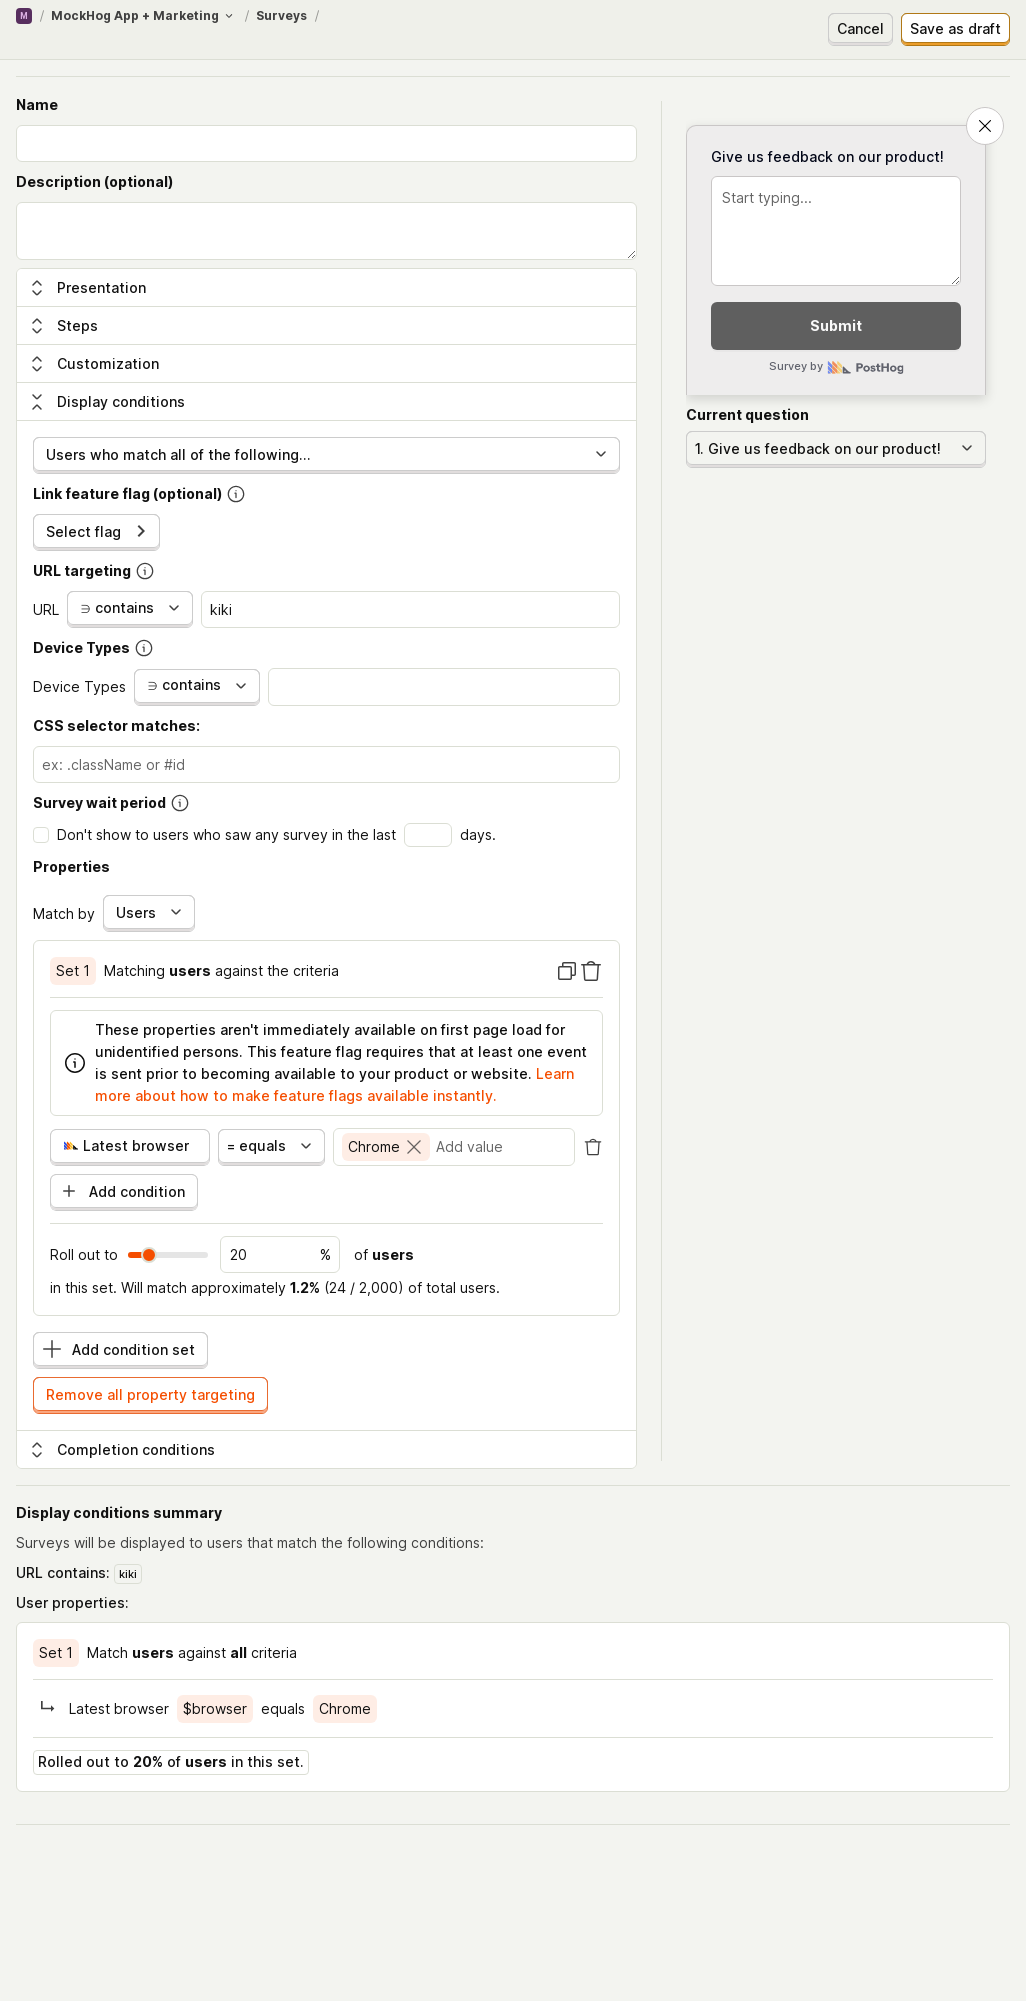 M / MockHog App + Marketing / Surveys /
Cancel
Save as draft
Name
Description (optional)
Presentation
Steps
Customization
Display conditions
Users who match all of the following...
Link feature flag (optional)
Select flag
URL targeting
URL ∋ contains kiki
Device Types
Device Types ∋ contains
CSS selector matches:
ex: .className or #id
Survey wait period
Don't show to users who saw any survey in the last days.
Properties
Match by Users
Set 1 Matching users against the criteria
These properties aren't immediately available on first page load for
unidentified persons. This feature flag requires that at least one event
is sent prior to becoming available to your product or website. Learn
more about how to make feature flags available instantly.
Latest browser = equals Chrome Add value
Add condition
Roll out to 20 % of users
in this set. Will match approximately 1.2% (24 / 2,000) of total users.
Add condition set
Remove all property targeting
Completion conditions
Give us feedback on our product!
Start typing...
Submit
Survey by PostHog
Current question
1. Give us feedback on our product!
Display conditions summary
Surveys will be displayed to users that match the following conditions:
URL contains: kiki
User properties:
Set 1 Match users against all criteria
Latest browser $browser equals Chrome
Rolled out to 20% of users in this set.